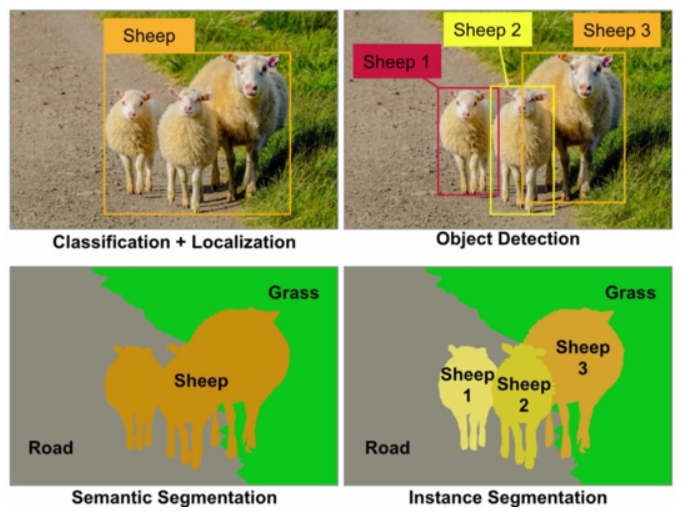 Sheep
Sheep 1
Sheep 2
Sheep 3
Classification + Localization
Object Detection
Grass
Sheep
Road
Grass
Sheep
1
Sheep
2
Sheep
3
Road
Semantic Segmentation
Instance Segmentation